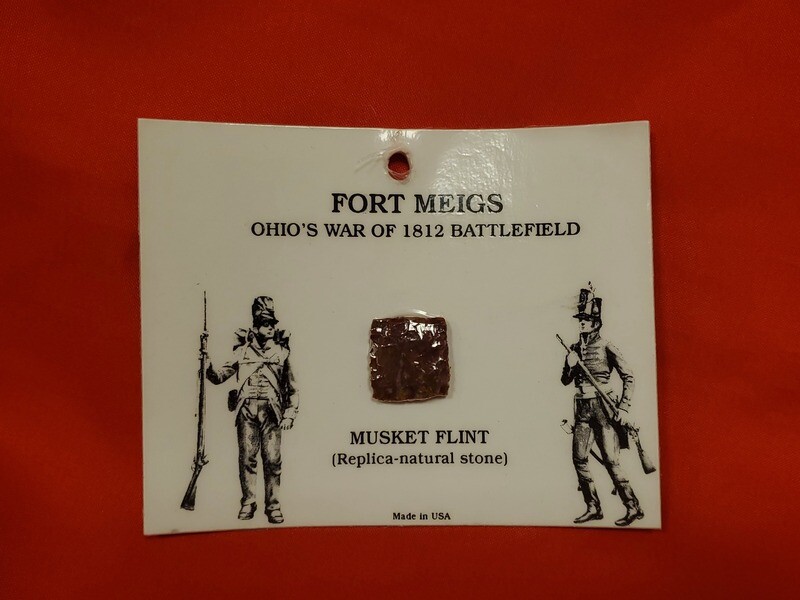 FORT MEIGS
OHIO'S WAR OF 1812 BATTLEFIELD
MUSKET FLINT
(Replica-natural stone)
Made in USA